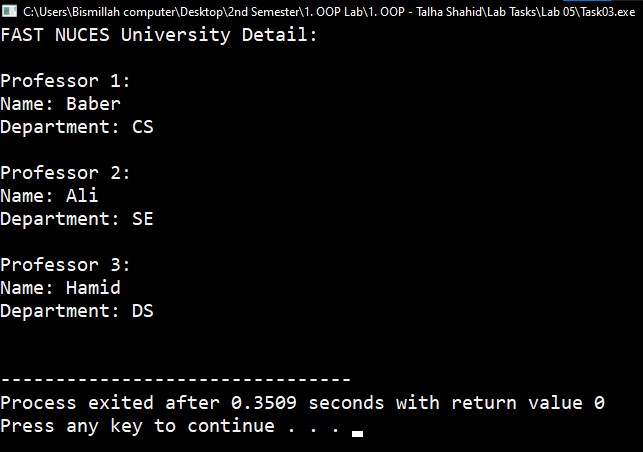 C:\Users\Bismillah computer\Desktop\2nd Semester\1. OOP Lab\1. OOP - Talha Shahid\Lab Tasks\Lab 05\Task03.exe
FAST NUCES University Detail:
Professor 1:
Name: Baber
Department: CS
Professor 2:
Name: Ali
Department: SE
Professor 3:
Name: Hamid
Department: DS
--------------------------------
Process exited after 0.3509 seconds with return value 0
Press any key to continue . . .